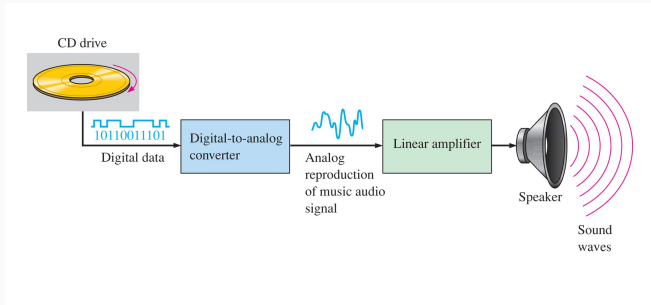 CD drive
10110011101
Digital data
Digital-to-analog
converter
Analog
reproduction
of music audio
signal
Linear amplifier
Speaker
Sound
waves